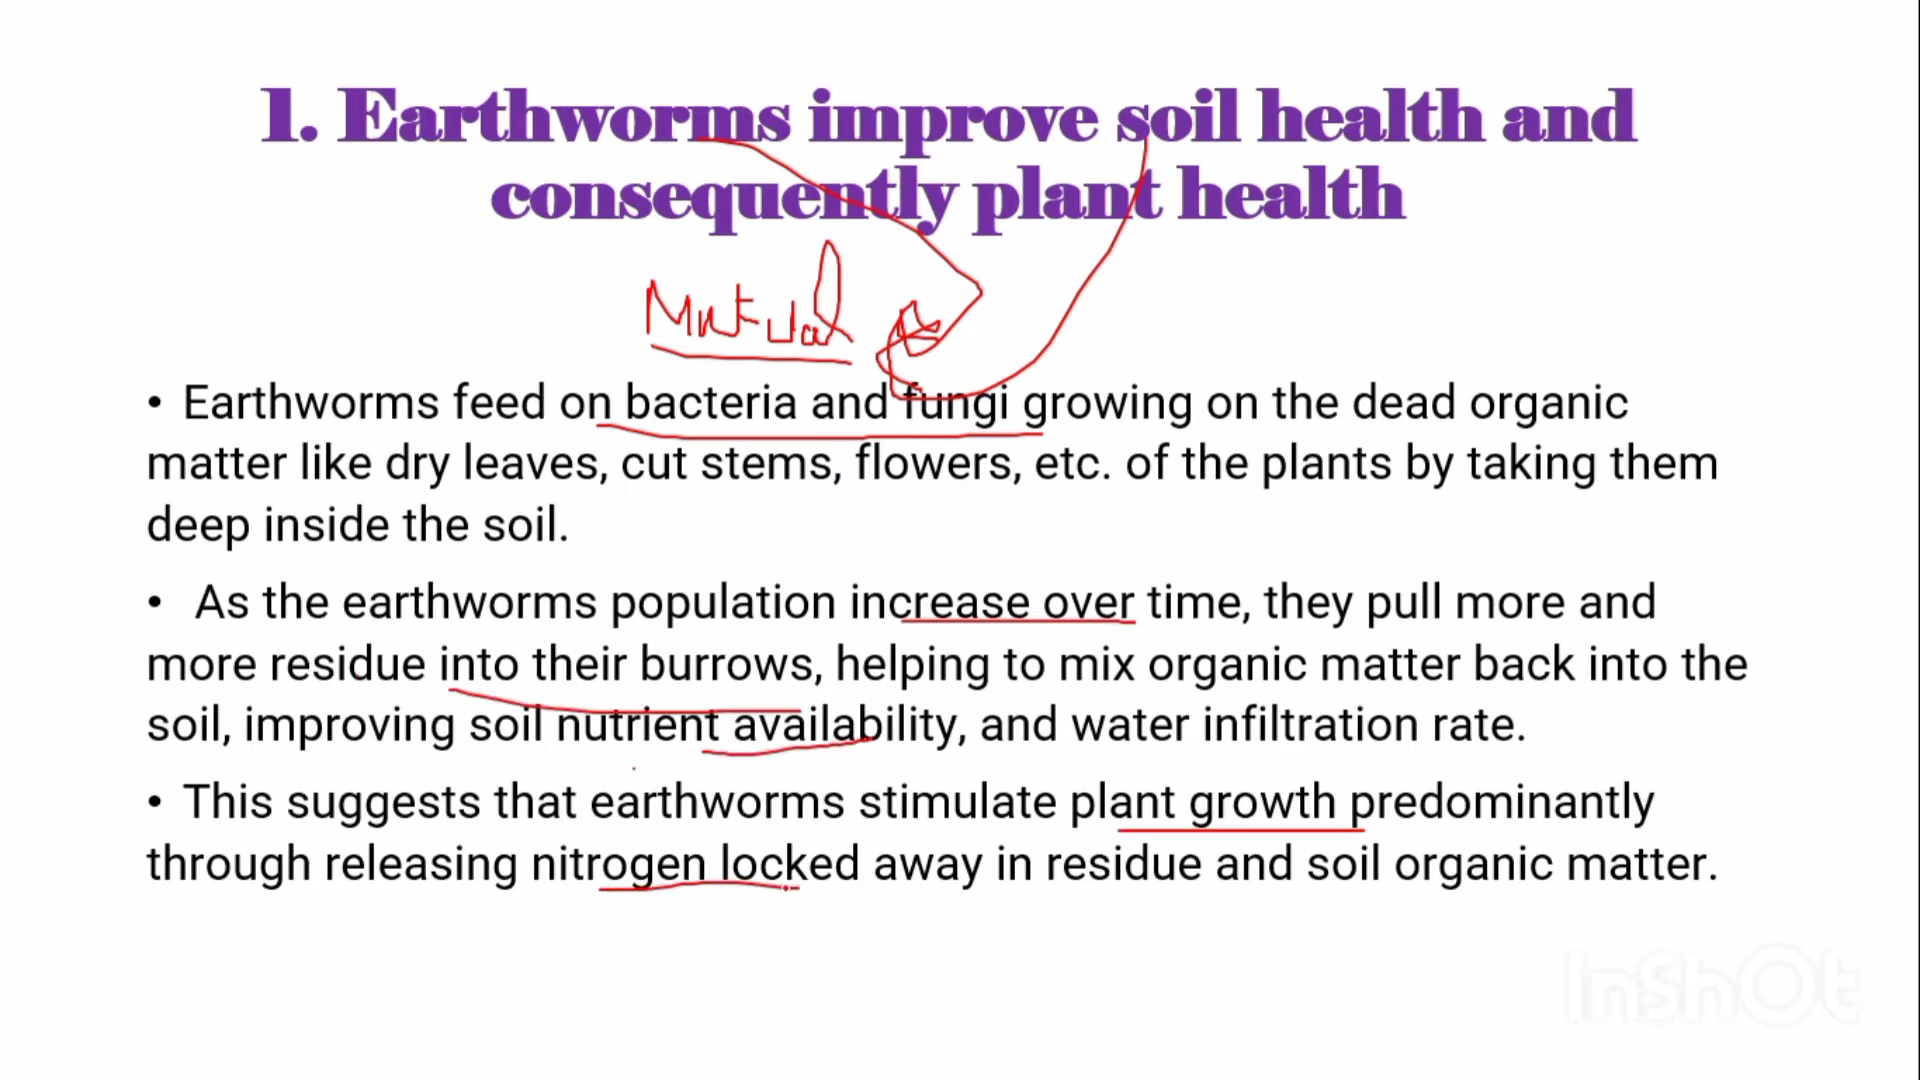 1. Earthworms improve soil health and
consequently plant health
Mutual
• Earthworms feed on bacteria and fungi growing on the dead organic
matter like dry leaves, cut stems, flowers, etc. of the plants by taking them
deep inside the soil.
• As the earthworms population increase over time, they pull more and
more residue into their burrows, helping to mix organic matter back into the
soil, improving soil nutrient availability, and water infiltration rate.
• This suggests that earthworms stimulate plant growth predominantly
through releasing nitrogen locked away in residue and soil organic matter.
InShOt